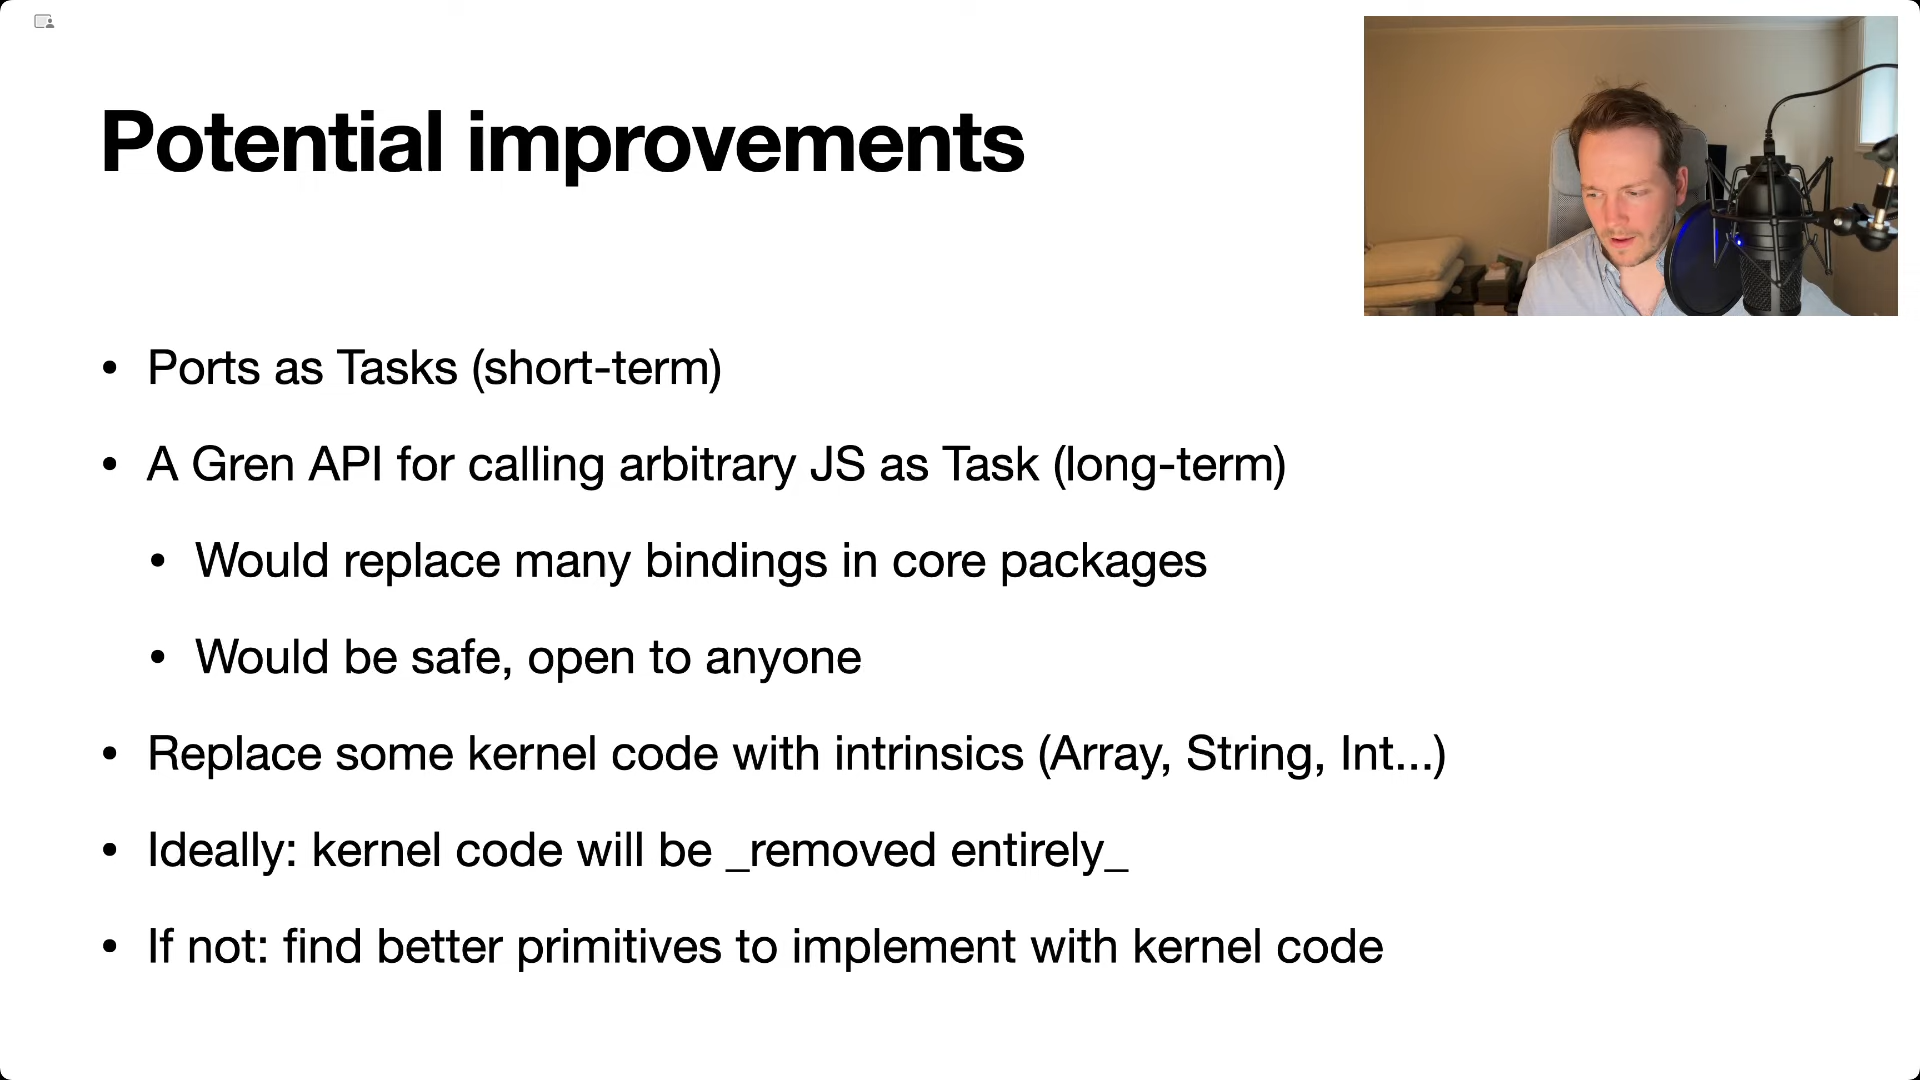 Potential improvements
• Ports as Tasks (short-term)
• A Gren API for calling arbitrary JS as Task (long-term)
• Would replace many bindings in core packages
• Would be safe, open to anyone
• Replace some kernel code with intrinsics (Array, String, Int...)
• Ideally: kernel code will be _removed entirely_
• If not: find better primitives to implement with kernel code